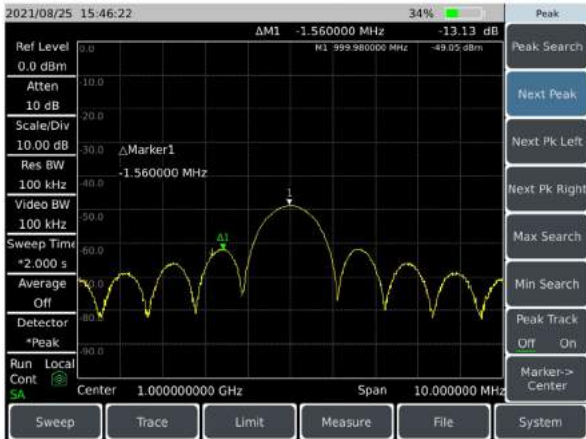 2021/08/25 15:46:22
34%
Peak
ΔM1 -1.560000 MHz -13.13 dB
M1 999.980000 MHz -49.05 dBm
Ref Level
0.0 dBm
Atten
10 dB
Scale/Div
10.00 dB
Res BW
100 kHz
Video BW
100 kHz
Sweep Time
*2.000 s
Average
Off
Detector
*Peak
Run Local
Cont
SA
0.0
-10.0
-20.0
-30.0
-40.0
-50.0
-60.0
-70.0
-80.0
-90.0
△Marker1
-1.560000 MHz
1
Δ1
Center 1.000000000 GHz
Span 10.000000 MHz
Peak Search
Next Peak
Next Pk Left
Next Pk Right
Max Search
Min Search
Peak Track
Off On
Marker->
Center
Sweep
Trace
Limit
Measure
File
System